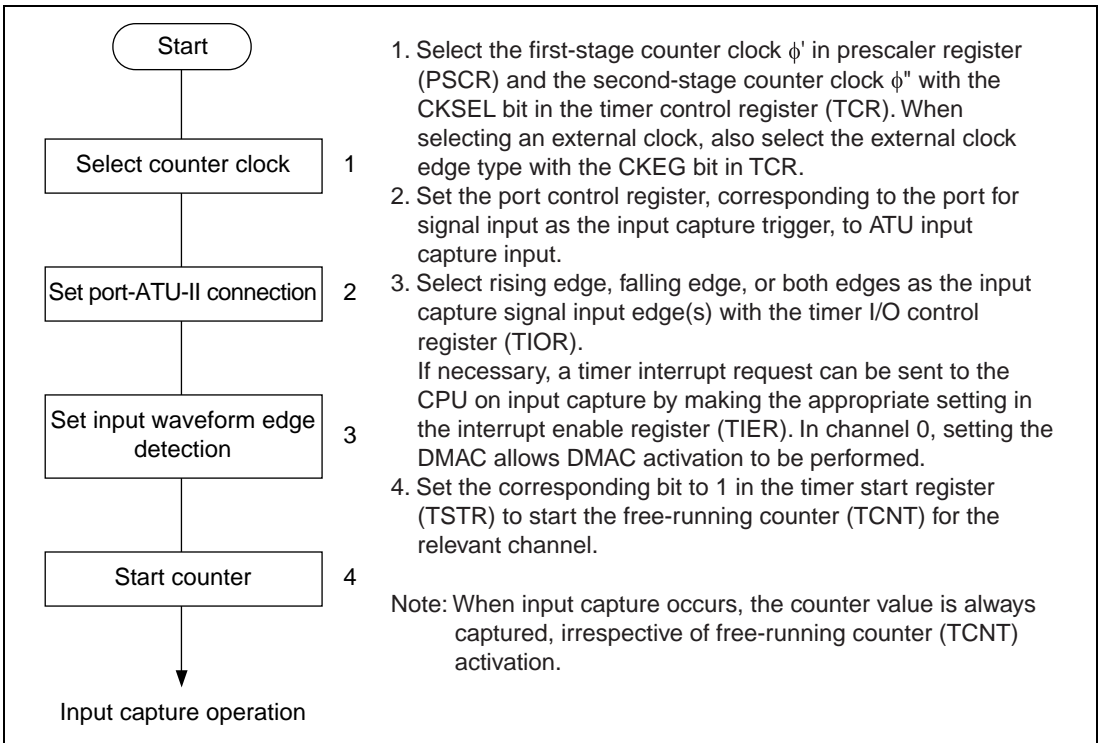 Start
Select counter clock 1
Set port-ATU-II connection 2
Set input waveform edge
detection
3
Start counter 4
Input capture operation
1. Select the first-stage counter clock ϕ' in prescaler register
(PSCR) and the second-stage counter clock ϕ" with the
CKSEL bit in the timer control register (TCR). When
selecting an external clock, also select the external clock
edge type with the CKEG bit in TCR.
2. Set the port control register, corresponding to the port for
signal input as the input capture trigger, to ATU input
capture input.
3. Select rising edge, falling edge, or both edges as the input
capture signal input edge(s) with the timer I/O control
register (TIOR).
If necessary, a timer interrupt request can be sent to the
CPU on input capture by making the appropriate setting in
the interrupt enable register (TIER). In channel 0, setting the
DMAC allows DMAC activation to be performed.
4. Set the corresponding bit to 1 in the timer start register
(TSTR) to start the free-running counter (TCNT) for the
relevant channel.
Note: When input capture occurs, the counter value is always
captured, irrespective of free-running counter (TCNT)
activation.